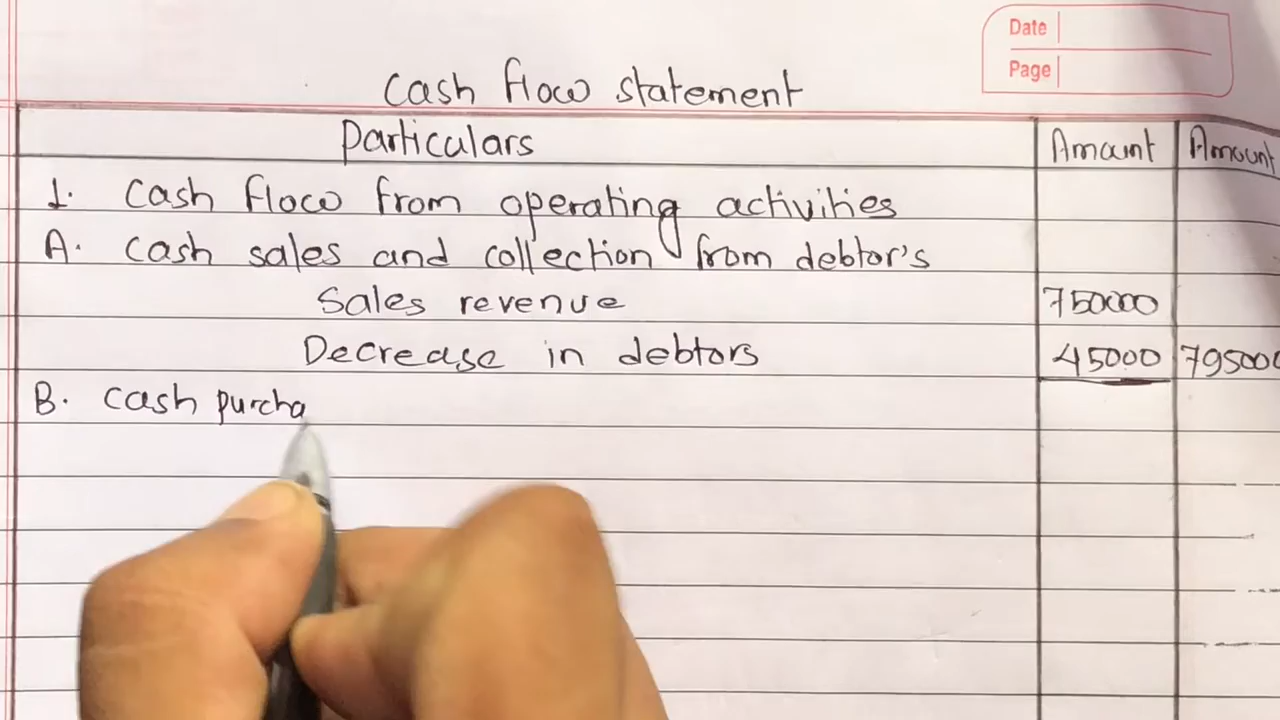 Date
Page
Cash flow statement
Particulars Amount Amount
1. Cash flow from operating activities
A. Cash sales and collection from debtor's
Sales revenue 750000
Decrease in debtors 45000 795000
B. Cash purcha